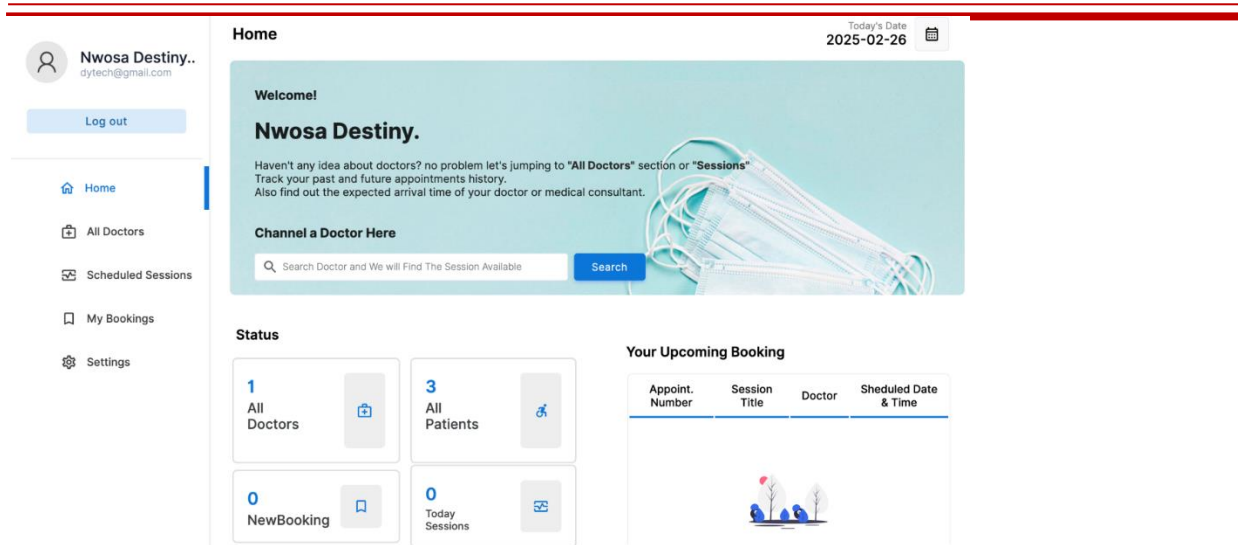 Nwosa Destiny..
dytech@gmail.com
Log out
Home
All Doctors
Scheduled Sessions
My Bookings
Settings
Home
Today's Date
2025-02-26
Welcome!
Nwosa Destiny.
Haven't any idea about doctors? no problem let's jumping to "All Doctors" section or "Sessions"
Track your past and future appointments history.
Also find out the expected arrival time of your doctor or medical consultant.
Channel a Doctor Here
Search Doctor and We will Find The Session Available
Search
Status
1
All
Doctors
3
All
Patients
0
NewBooking
0
Today
Sessions
Your Upcoming Booking
Appoint.
Number
Session
Title
Doctor
Sheduled Date
& Time